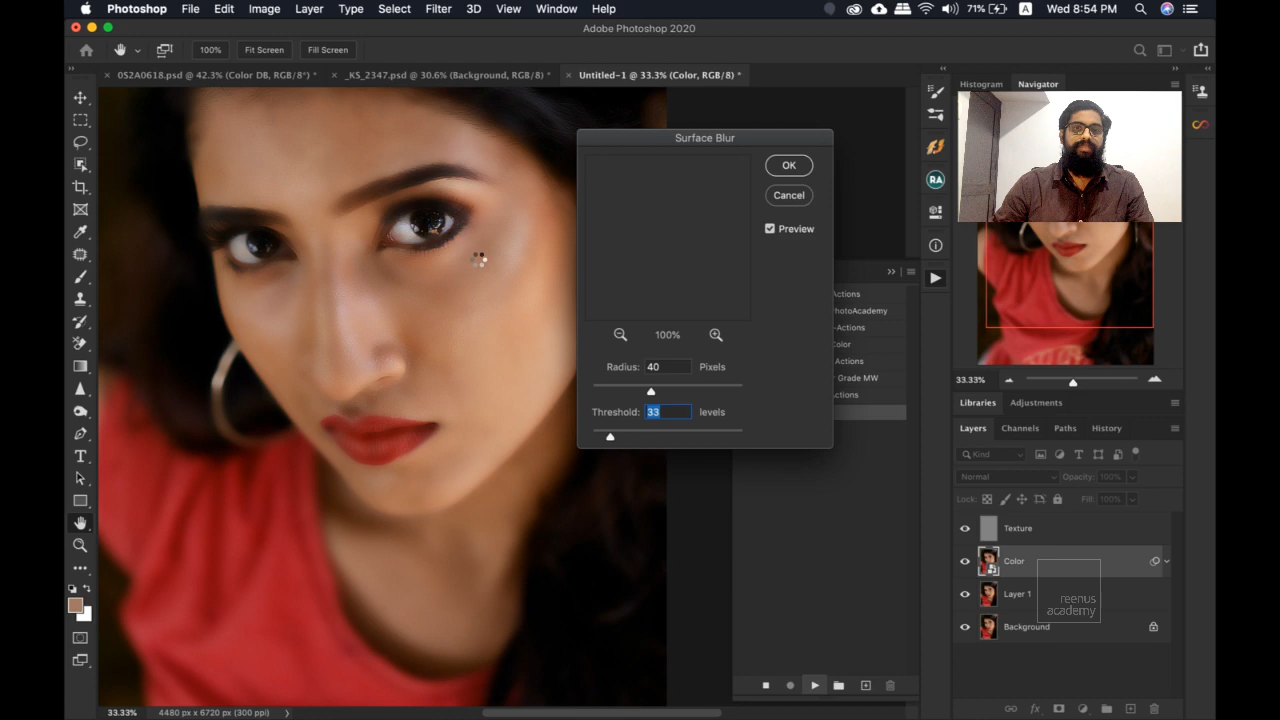 Photoshop File Edit Image Layer Type Select Filter 3D View Window Help 71% A Wed 8:54 PM
Adobe Photoshop 2020
100% Fit Screen Fill Screen
× 0S2A0618.psd @ 42.3% (Color DB, RGB/8*) * × _KS_2347.psd @ 30.6% (Background, RGB/8) * × Untitled-1 @ 33.3% (Color, RGB/8) *
Histogram Navigator
Surface Blur
OK
Cancel
Preview
100%
Radius: 40 Pixels
Threshold: 33 levels
RA
Actions
PhotoAcademy
-Actions
Color
Actions
r Grade MW
Actions
33.33%
Libraries Adjustments
Layers Channels Paths History
Kind
Normal Opacity: 100%
Lock: Fill: 100%
Texture
Color
Layer 1
Background
reenus
academy
33.33% 4480 px x 6720 px (300 ppi)